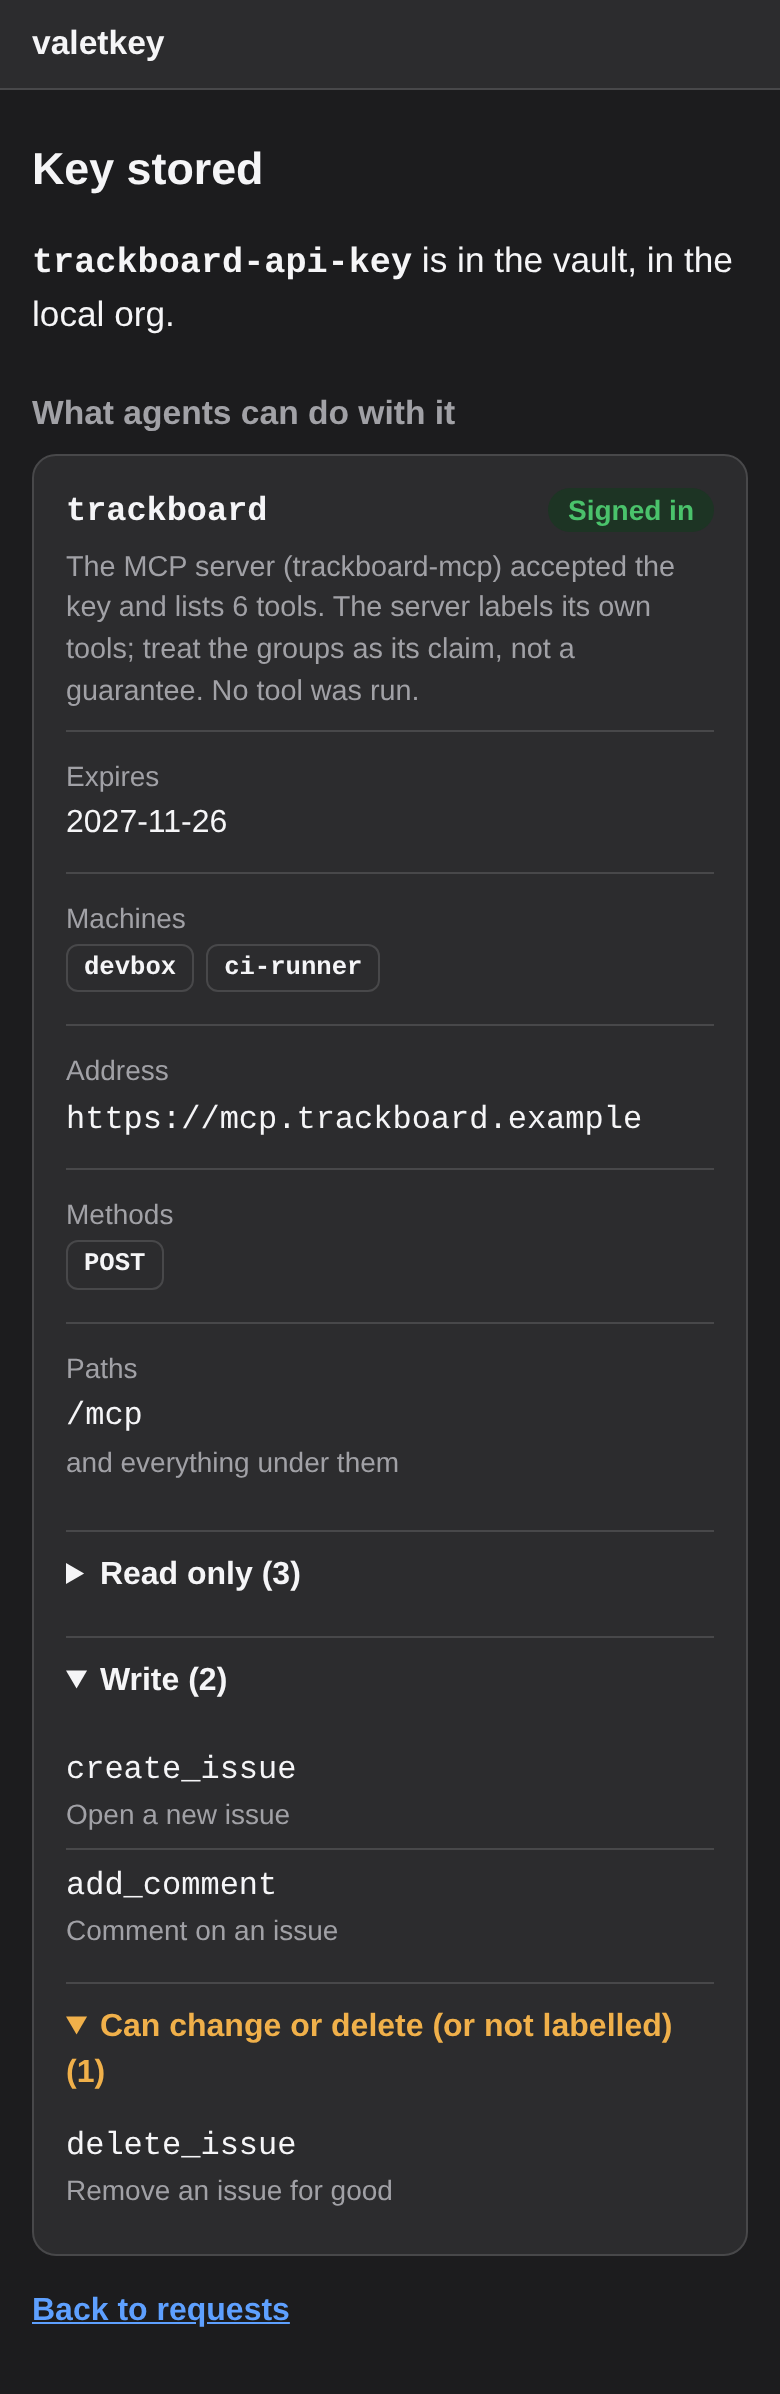 valetkey
Key stored
trackboard-api-key is in the vault, in the
local org.
What agents can do with it
trackboard
Signed in
The MCP server (trackboard-mcp) accepted the
key and lists 6 tools. The server labels its own
tools; treat the groups as its claim, not a
guarantee. No tool was run.
Expires
2027-11-26
Machines
devbox ci-runner
Address
https://mcp.trackboard.example
Methods
POST
Paths
/mcp
and everything under them
Read only (3)
Write (2)
create_issue
Open a new issue
add_comment
Comment on an issue
Can change or delete (or not labelled)
(1)
delete_issue
Remove an issue for good
Back to requests